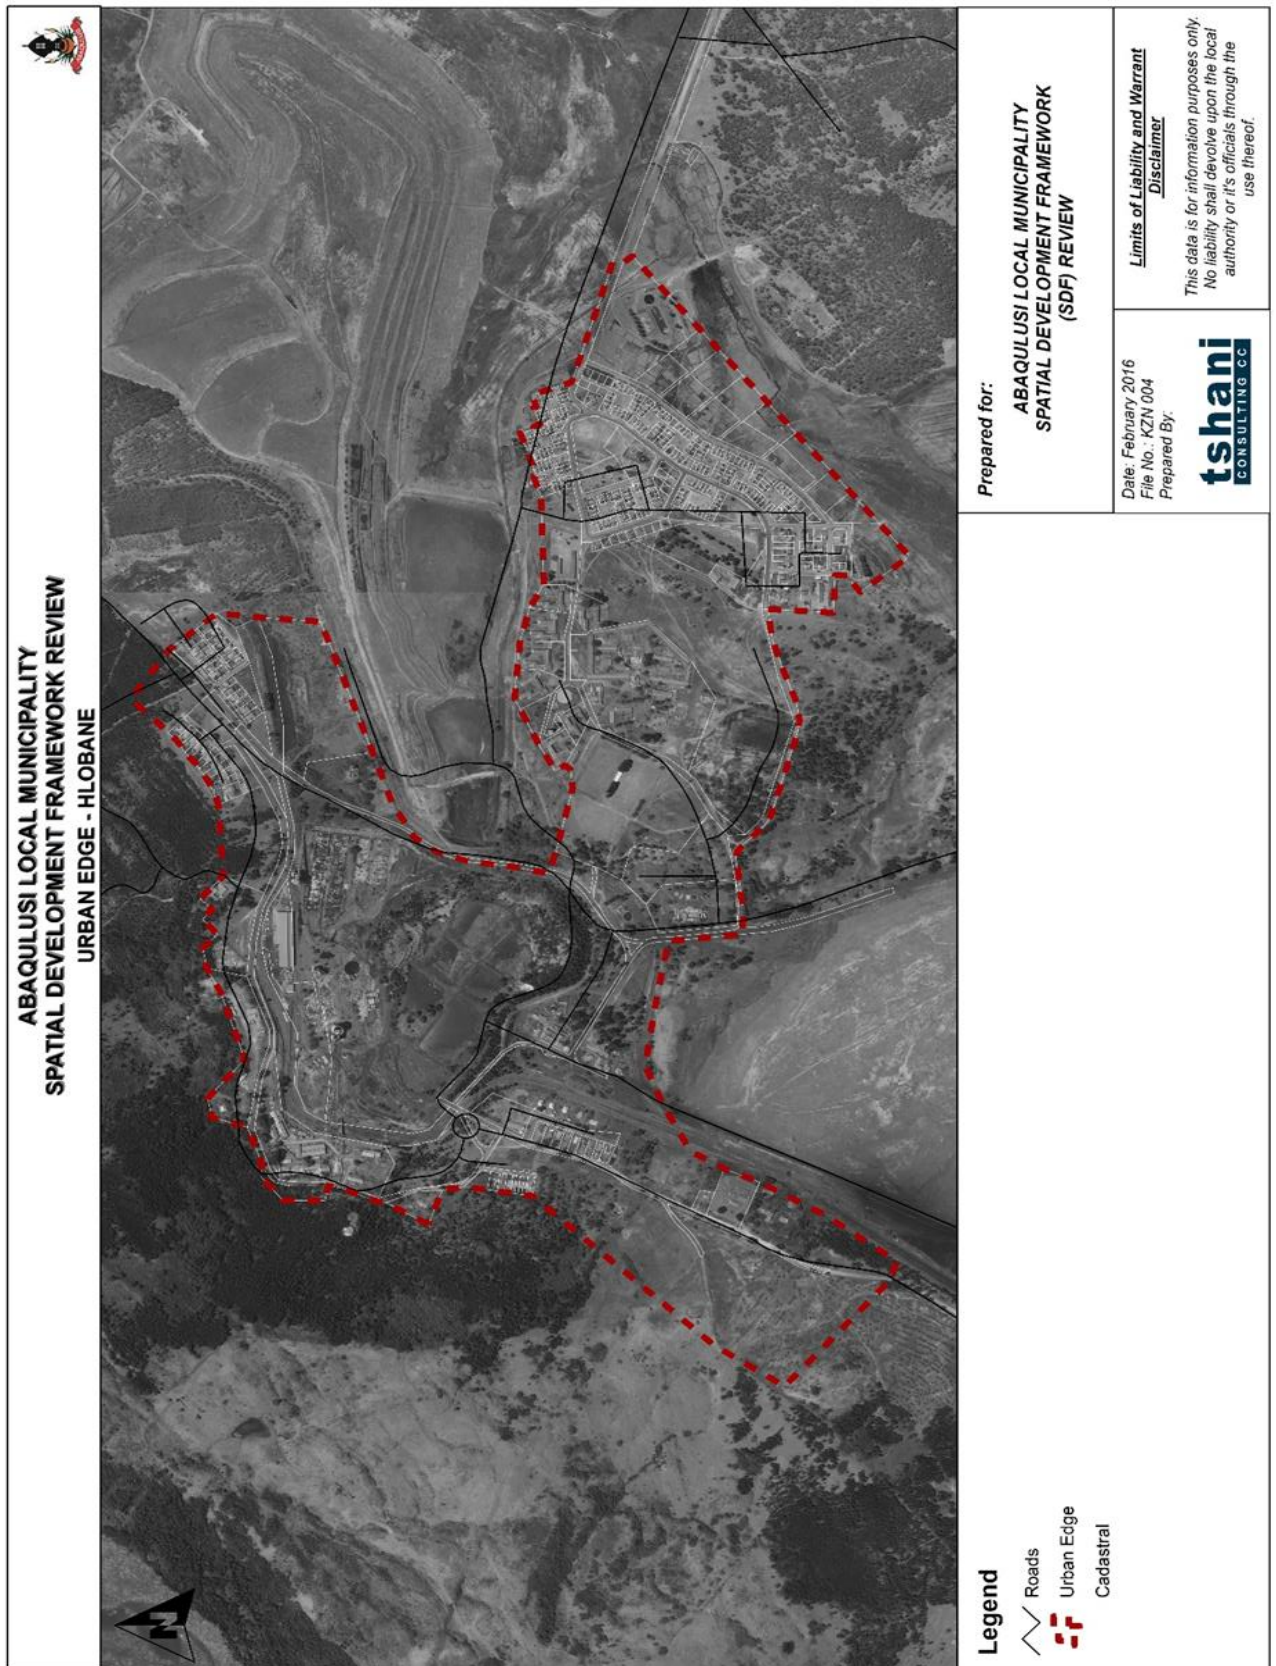 ABAQULUSI LOCAL MUNICIPALITY
SPATIAL DEVELOPMENT FRAMEWORK REVIEW
URBAN EDGE - HLOBANE
N
Legend
Roads
Urban Edge
Cadastral
Prepared for:
ABAQULUSI LOCAL MUNICIPALITY
SPATIAL DEVELOPMENT FRAMEWORK
(SDF) REVIEW
Date: February 2016
File No.: KZN 004
Prepared By:
tshani
CONSULTING CC
Limits of Liability and Warrant
Disclaimer
This data is for information purposes only.
No liability shall devolve upon the local
authority or it's officials through the
use thereof.